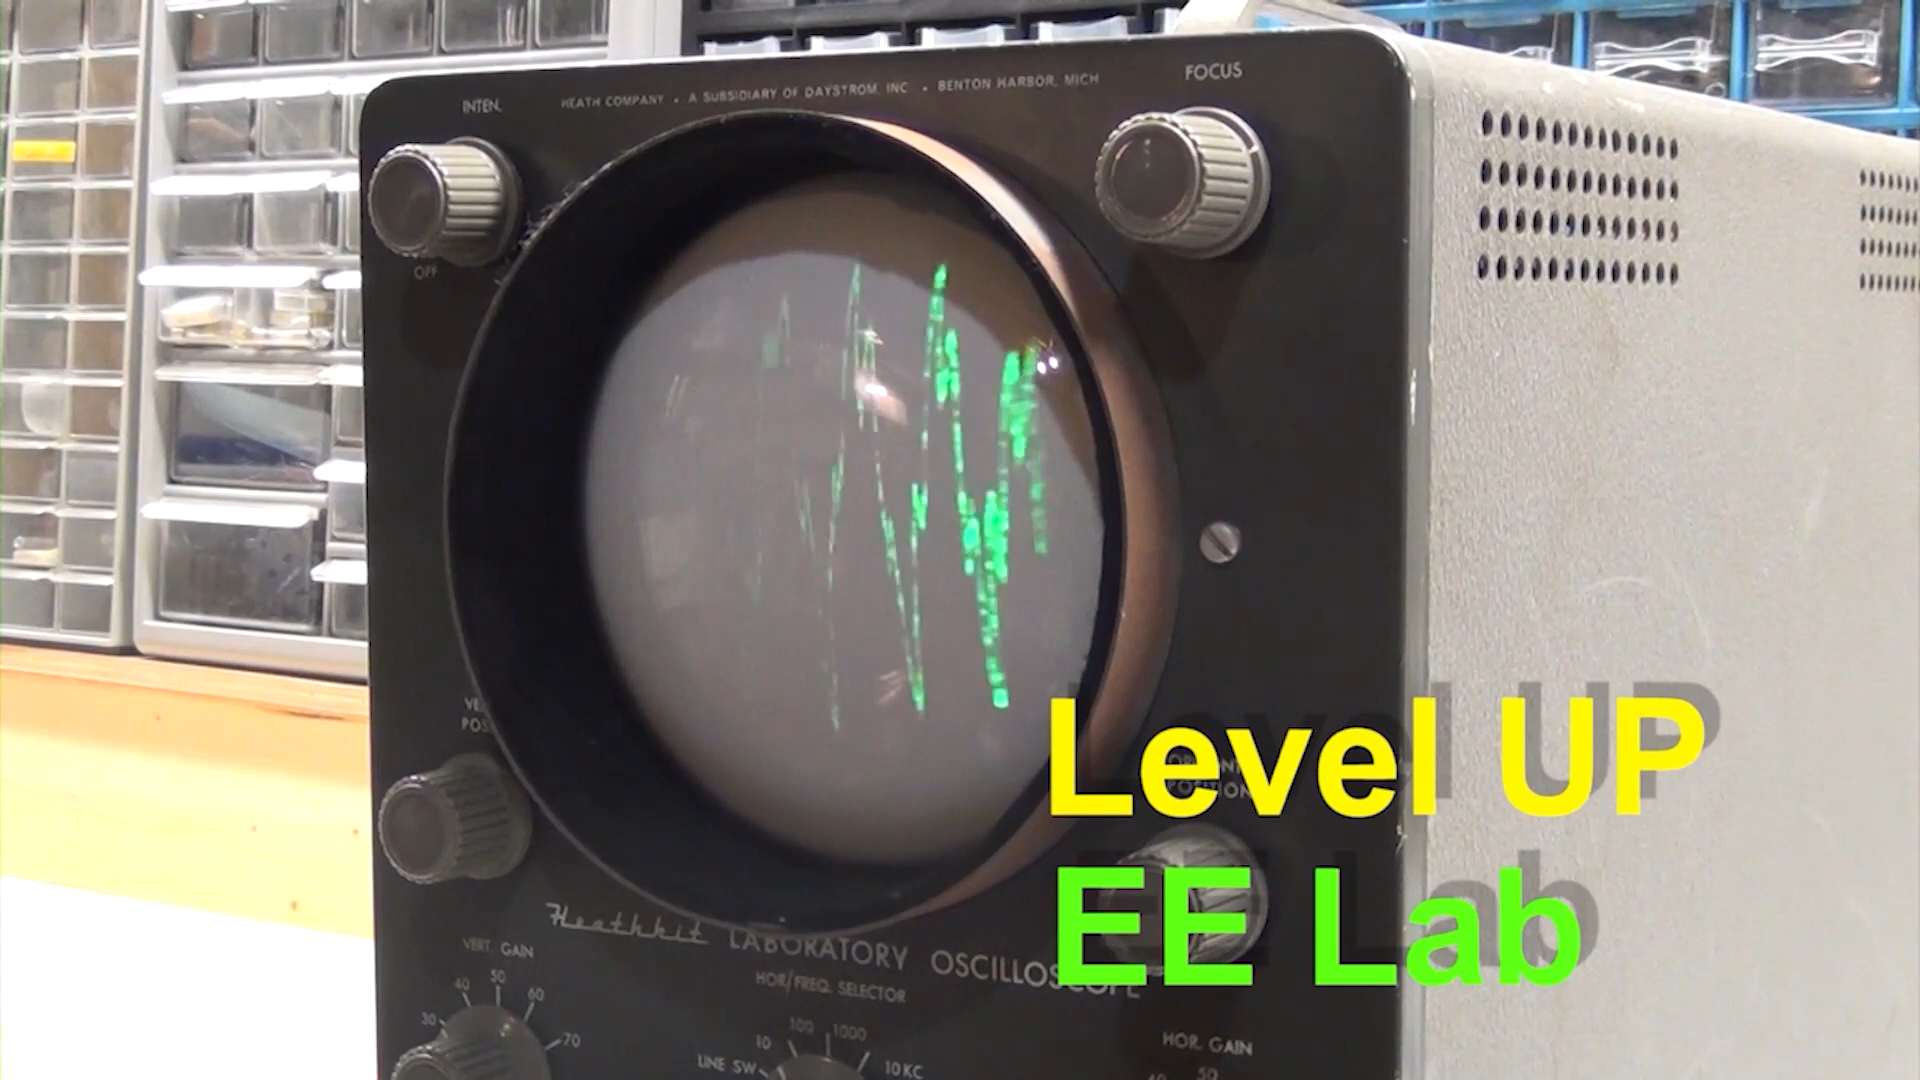 INTEN.
HEATH COMPANY . A SUBSIDIARY OF DAYSTROM, INC . BENTON HARBOR, MICH
FOCUS
OFF
Level UP
EE Lab
Heathkit LABORATORY OSCILLOSCOPE
VERT. GAIN
HOR/FREQ. SELECTOR
30 40 50 60 70
LINE SW. 10 100 1000 10KC
HOR. GAIN
50